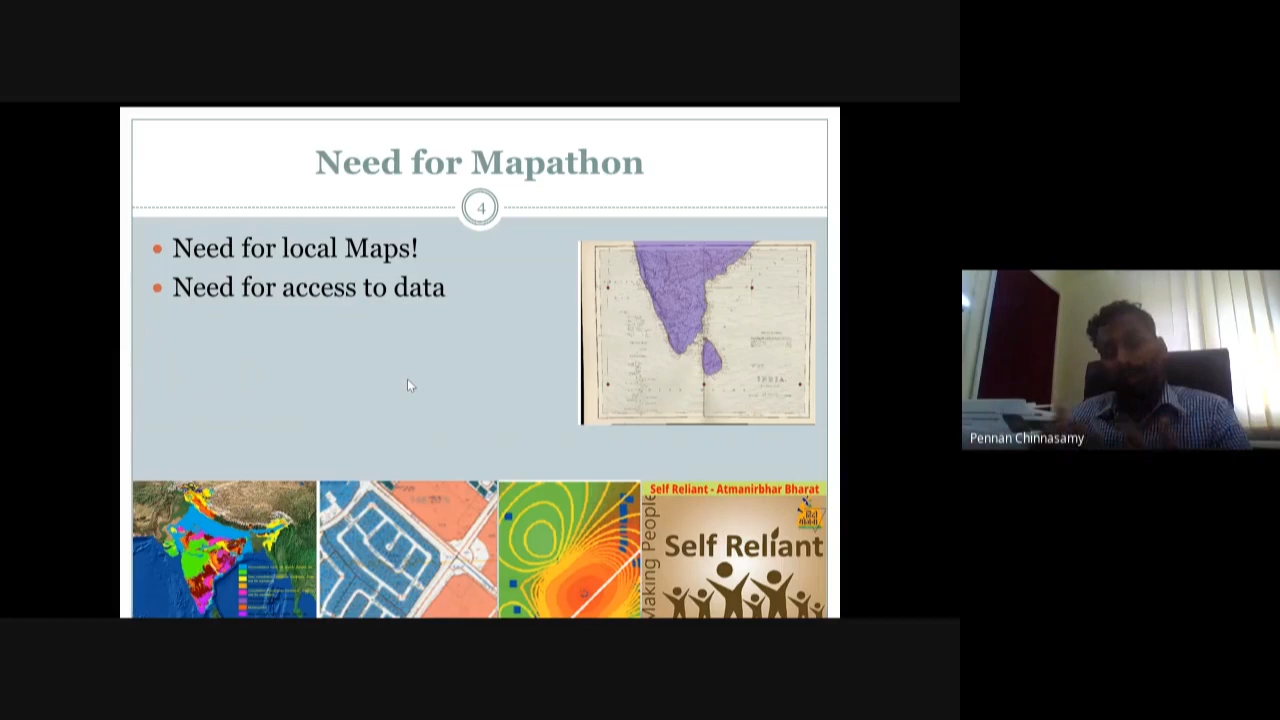 Need for Mapathon
4
Need for local Maps!
Need for access to data
INDIA
Self Reliant - Atmanirbhar Bharat
Making People
Self Reliant
Pennan Chinnasamy